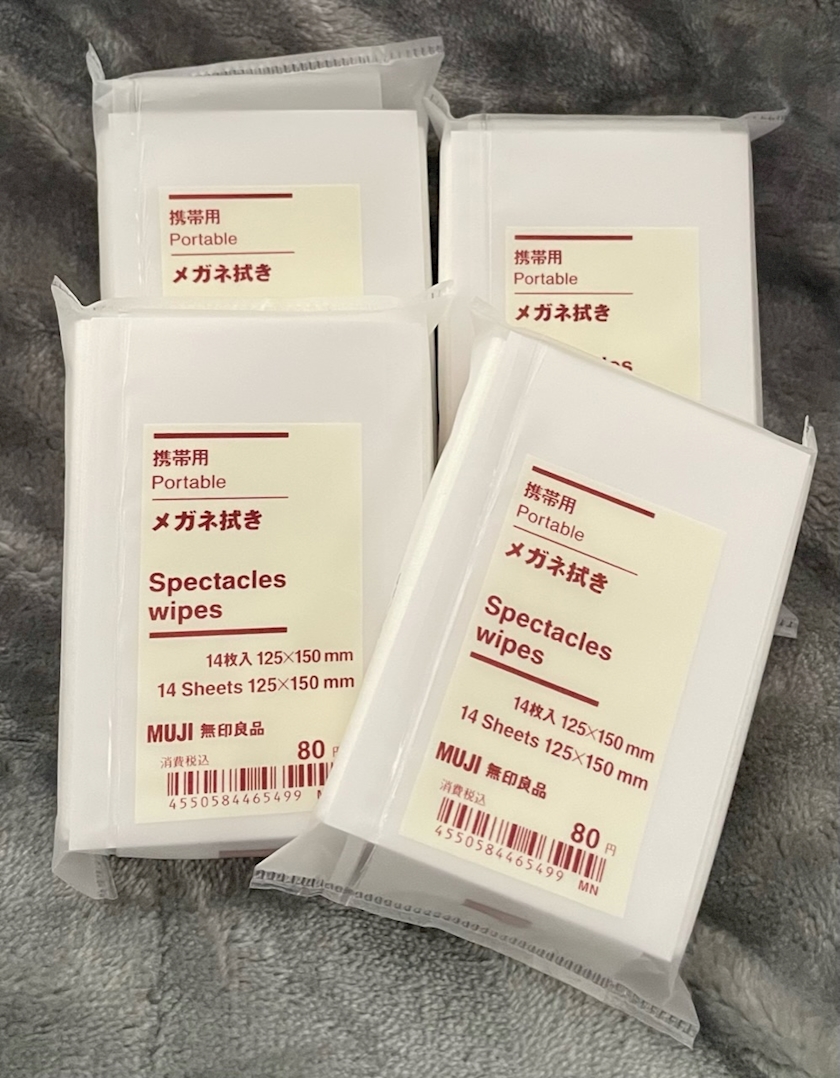 携帯用
Portable
メガネ拭き
携帯用
Portable
メガネ拭き
携帯用
Portable
メガネ拭き
Spectacles
wipes
14枚入 125×150 mm
14 Sheets 125×150 mm
MUJI 無印良品
消費税込
80 円
4550584465499
携帯用
Portable
メガネ拭き
Spectacles
wipes
14枚入 125×150 mm
14 Sheets 125×150 mm
MUJI 無印良品
消費税込
80 円
4550584465499 MN